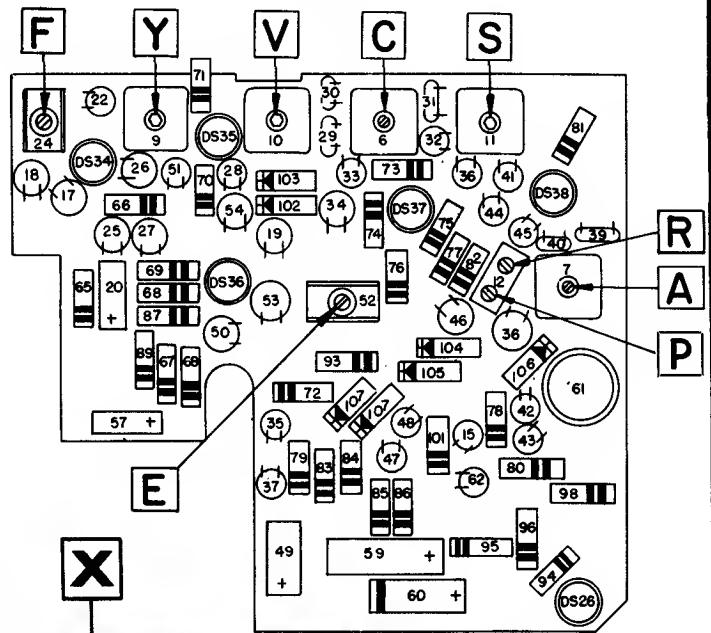 F Y V C S
71 30 31
22
24 9 DS35 10 29 6 32 11 81
DS34 26 51 28 103 33 73 36 41
18 17 70 DS38
66 54 102 34 74 DS37 75 44
25 27 19 45 40 39 R
77 82
65 20 + 69 DS36 76 12 7 A
68 53 52
87 46 36 P
50
89 67 68 93 104
105 106 61
72 107 107 42
57 + 35 48 101 15 78 43
E 79 83 84 47 80
37 62 98
85 86
49 + 59 + 95 96
X 94
60 + DS26